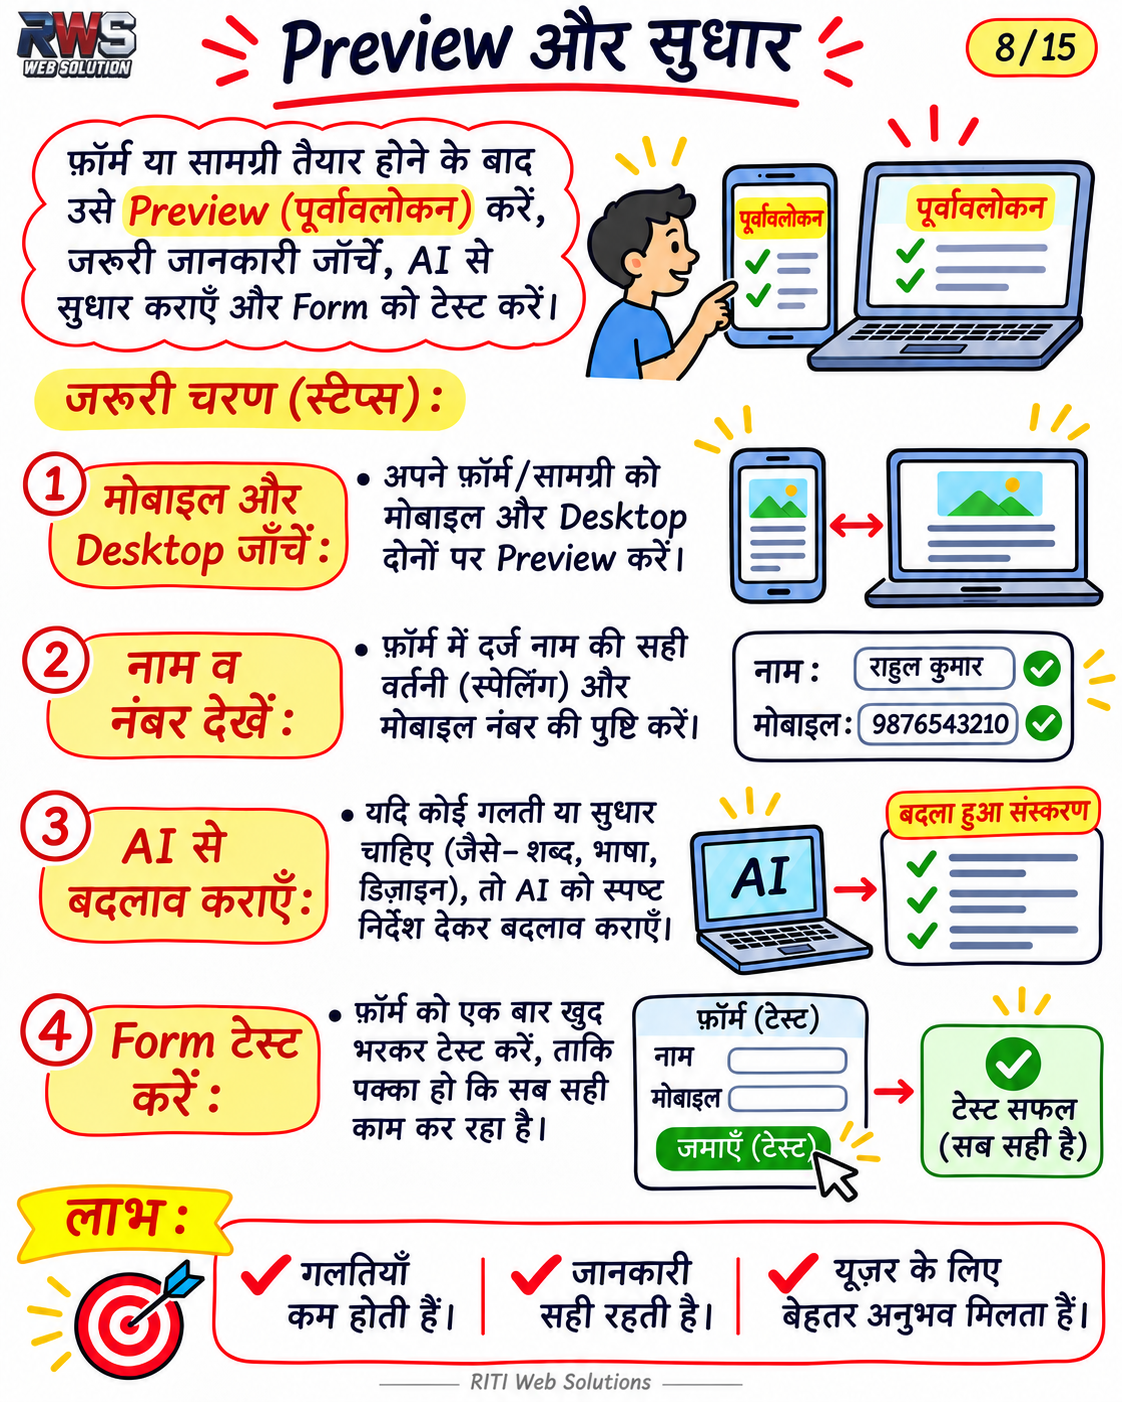 RWS
WEB SOLUTION
Preview और सुधार
8/15
फ़ॉर्म या सामग्री तैयार होने के बाद
उसे Preview (पूर्वावलोकन) करें,
जरूरी जानकारी जॉचें, AI से
सुधार कराएँ और Form को टेस्ट करें।
पूर्वावलोकन
पूर्वावलोकन
जरूरी चरण (स्टेप्स) :
1
मोबाइल और
Desktop जाँचें :
• अपने फ़ॉर्म/सामग्री को
मोबाइल और Desktop
दोनों पर Preview करें।
2
नाम व
नंबर देखें :
• फ़ॉर्म में दर्ज नाम की सही
वर्तनी (स्पेलिंग) और
मोबाइल नंबर की पुष्टि करें।
नाम : राहुल कुमार
मोबाइल : 9876543210
3
AI से
बदलाव कराएँ :
• यदि कोई गलती या सुधार
चाहिए (जैसे– शब्द, भाषा,
डिज़ाइन), तो AI को स्पष्ट
निर्देश देकर बदलाव कराएँ।
AI
बदला हुआ संस्करण
4
Form टेस्ट
करें :
• फ़ॉर्म को एक बार खुद
भरकर टेस्ट करें, ताकि
पक्का हो कि सब सही
काम कर रहा है।
फ़ॉर्म (टेस्ट)
नाम
मोबाइल
जमाएँ (टेस्ट)
टेस्ट सफल
(सब सही है)
लाभ :
गलतियाँ
कम होती हैं।
जानकारी
सही रहती है।
यूज़र के लिए
बेहतर अनुभव मिलता हैं।
RITI Web Solutions